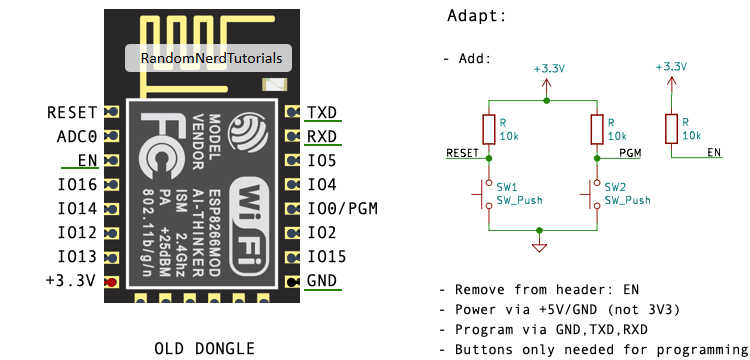 RandomNerdTutorials
RESET
ADC0
EN
IO16
IO14
IO12
IO13
+3.3V
TXD
RXD
IO5
IO4
IO0/PGM
IO2
IO15
GND
FC
MODEL
VENDOR
ESP8266MOD
AI-THINKER
ISM 2.4GHz
PA +25dBM
802.11b/g/n
WiFi
OLD DONGLE
Adapt:
- Add:
+3.3V
+3.3V
R
10k
R
10k
R
10k
RESET
PGM
EN
SW1
SW_Push
SW2
SW_Push
- Remove from header: EN
- Power via +5V/GND (not 3V3)
- Program via GND,TXD,RXD
- Buttons only needed for programming